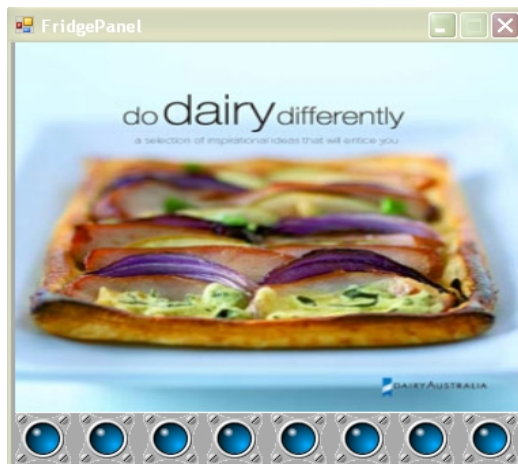 FridgePanel
do dairy differently
a selection of inspirational ideas that will entice you
DAIRY AUSTRALIA